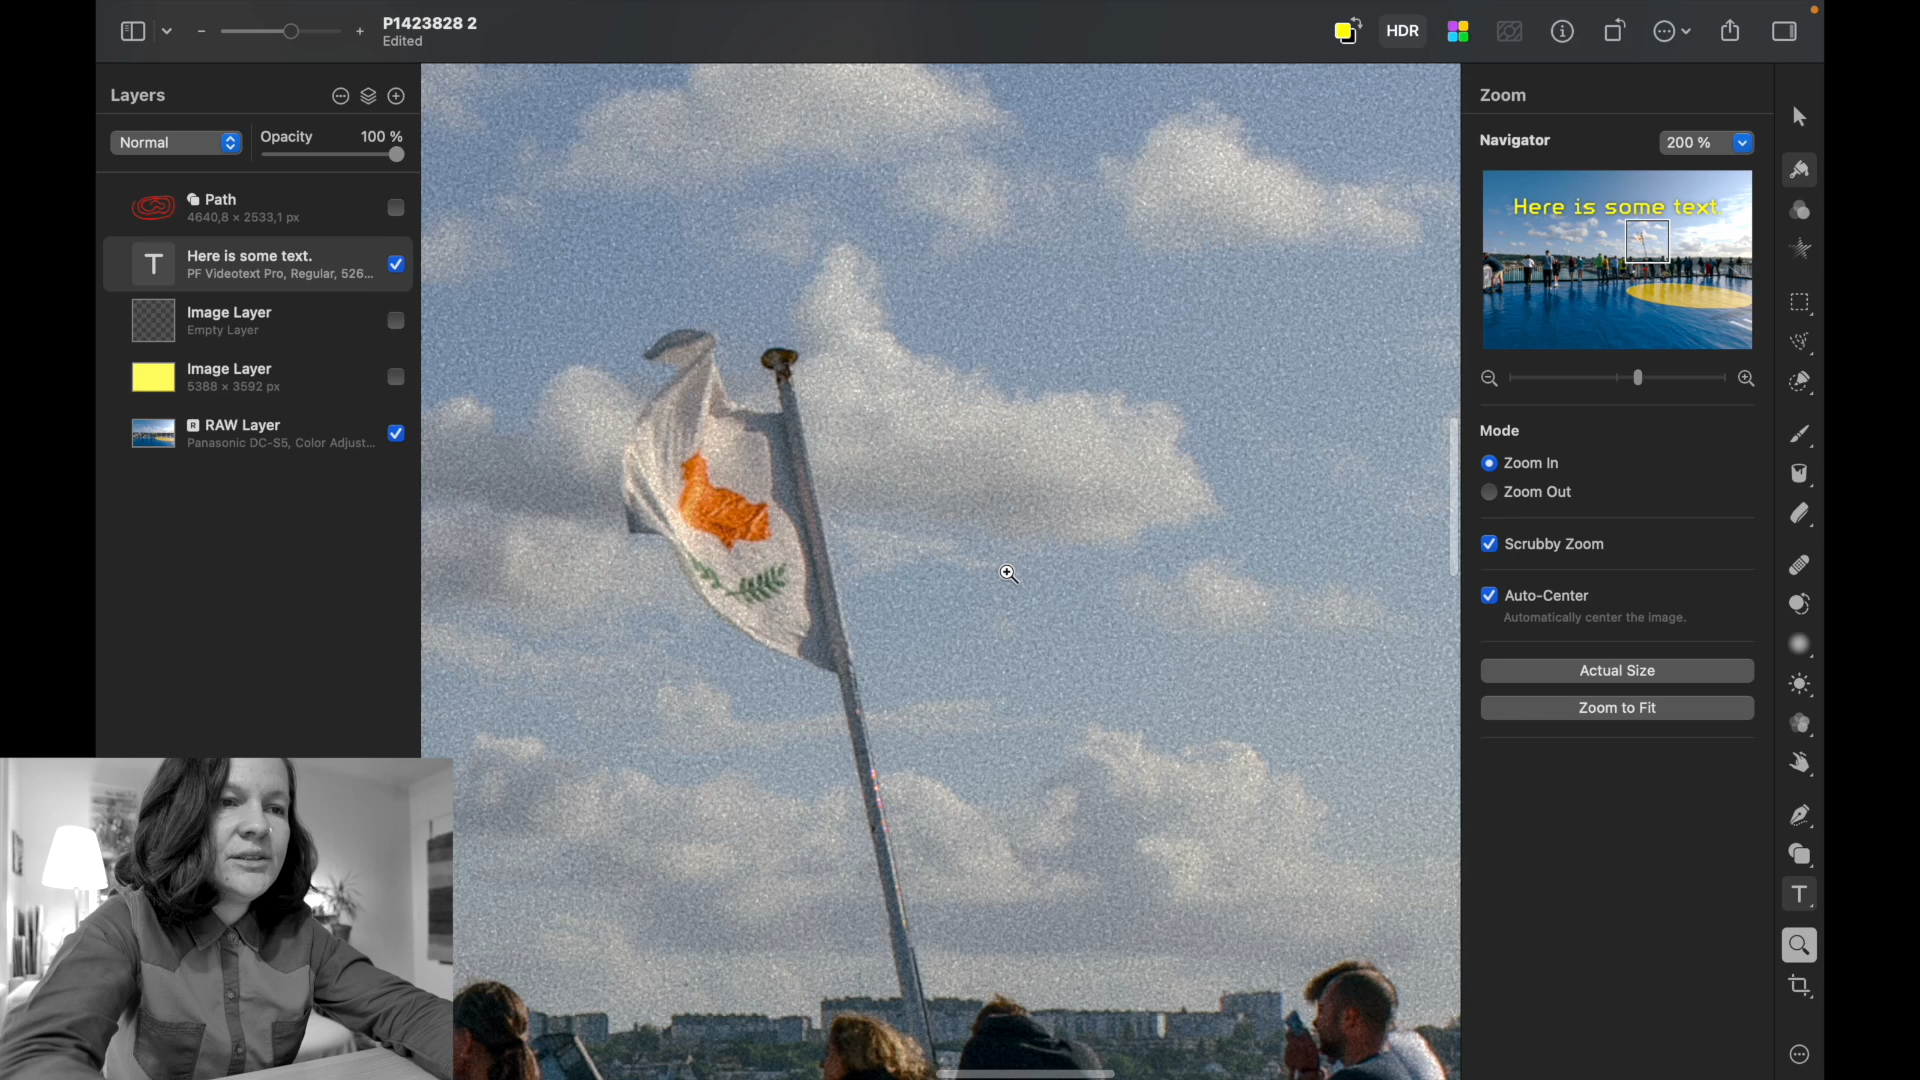 P1423828 2
Edited
HDR
Layers
Normal
Opacity 100 %
Path
4640,8 × 2533,1 px
Here is some text.
PF Videotext Pro, Regular, 526...
Image Layer
Empty Layer
Image Layer
5388 × 3592 px
R RAW Layer
Panasonic DC-S5, Color Adjust...
Zoom
Navigator
200 %
Here is some text.
Mode
Zoom In
Zoom Out
Scrubby Zoom
Auto-Center
Automatically center the image.
Actual Size
Zoom to Fit